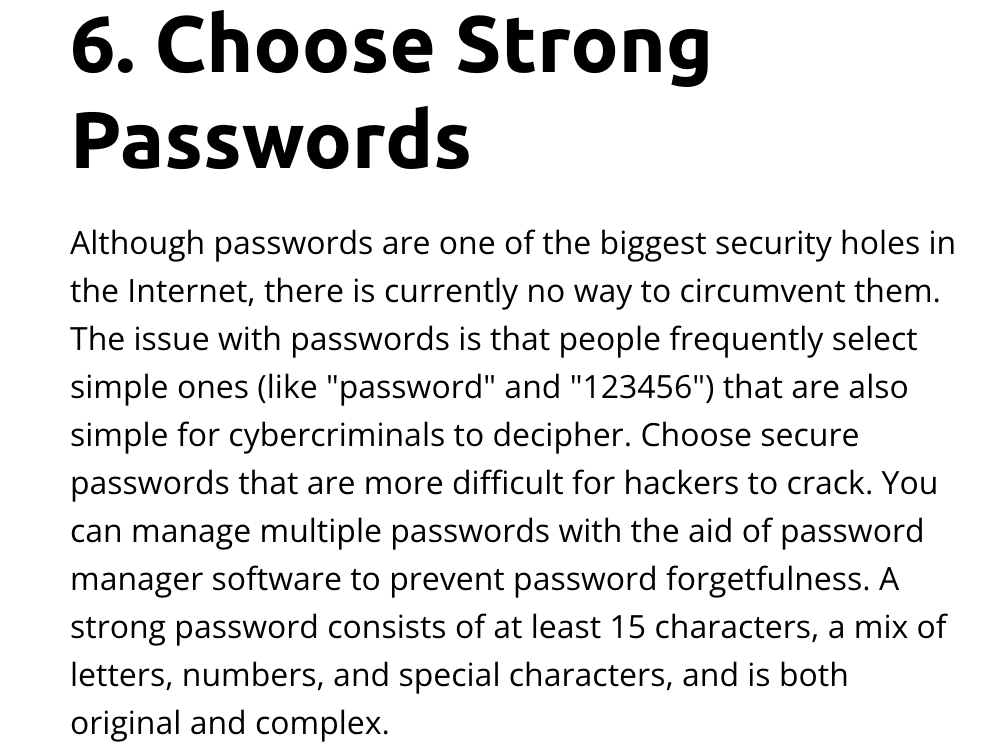 6. Choose Strong
Passwords
Although passwords are one of the biggest security holes in
the Internet, there is currently no way to circumvent them.
The issue with passwords is that people frequently select
simple ones (like "password" and "123456") that are also
simple for cybercriminals to decipher. Choose secure
passwords that are more difficult for hackers to crack. You
can manage multiple passwords with the aid of password
manager software to prevent password forgetfulness. A
strong password consists of at least 15 characters, a mix of
letters, numbers, and special characters, and is both
original and complex.